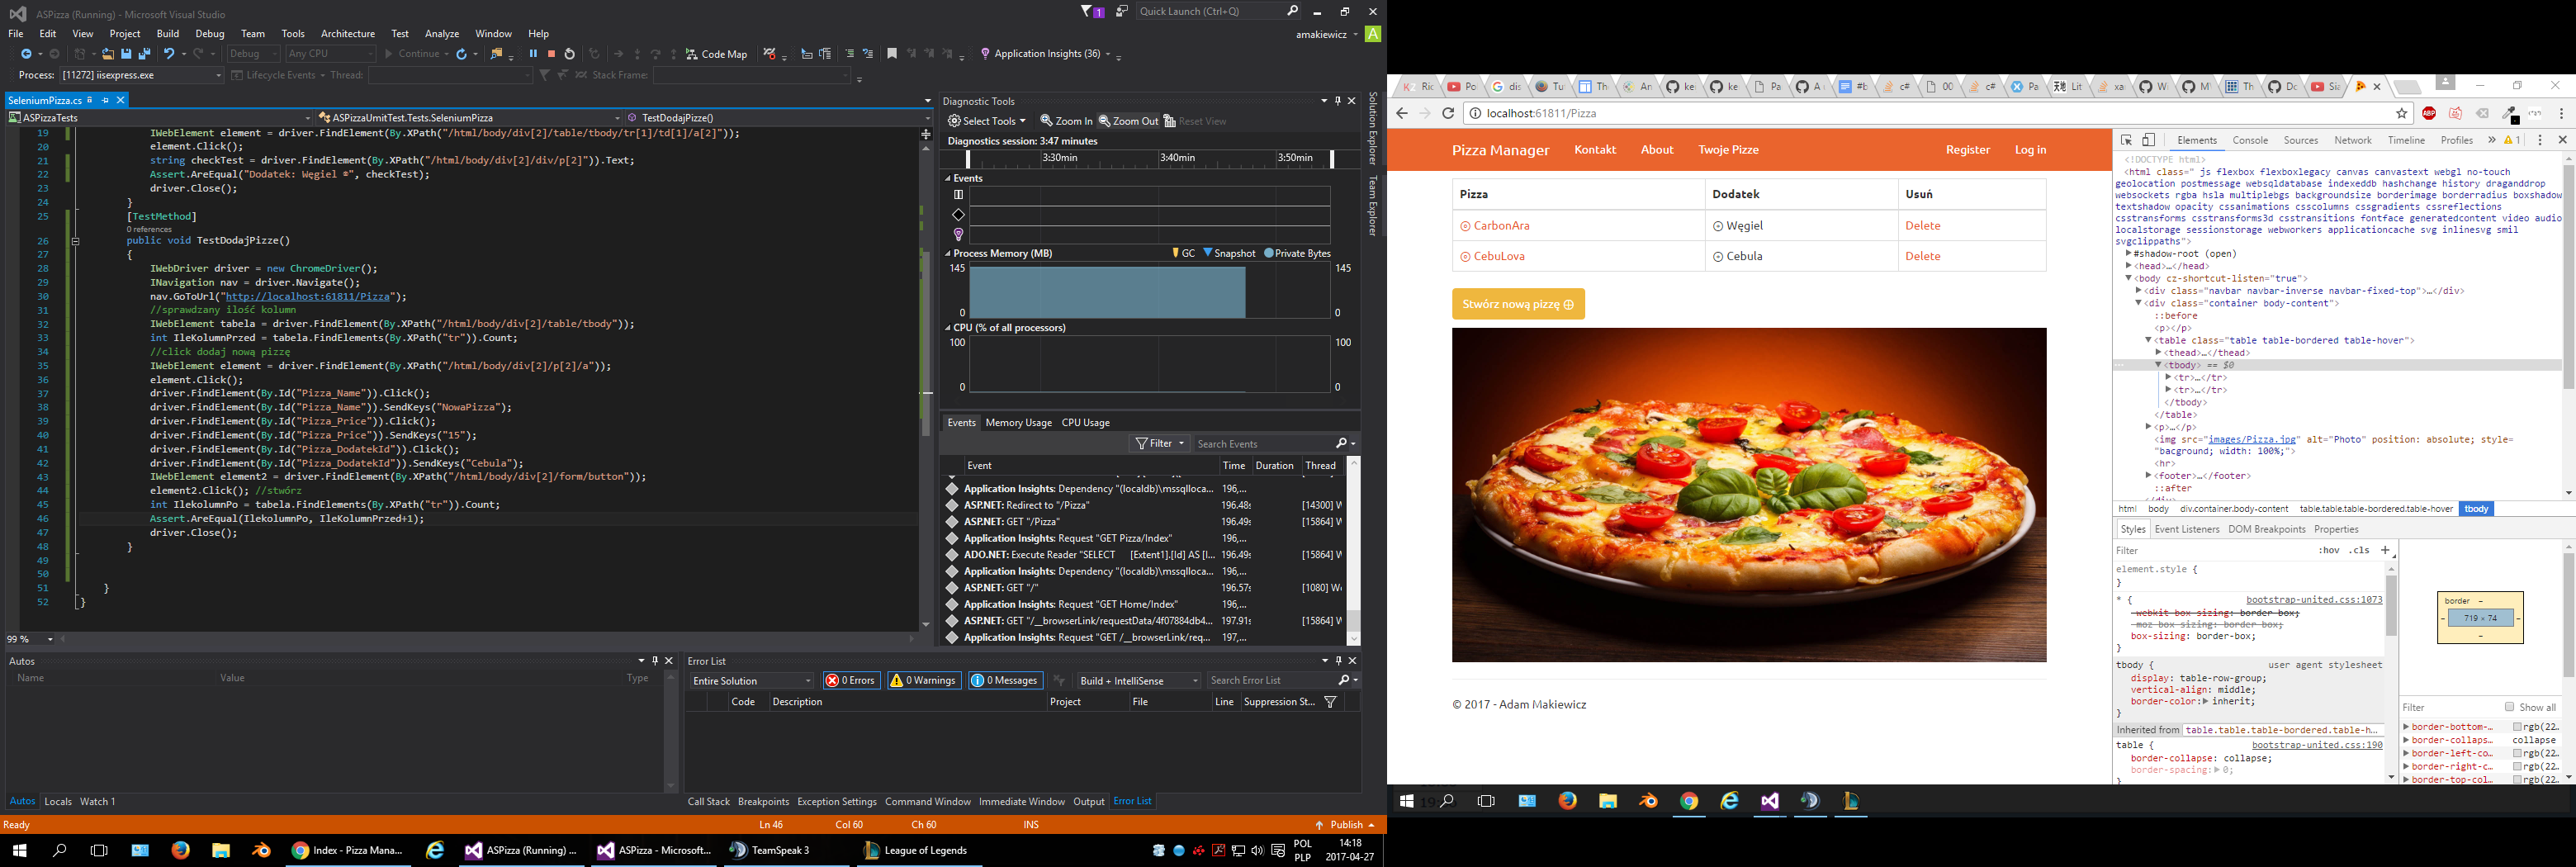 ASPizza (Running) - Microsoft Visual Studio
1
Quick Launch (Ctrl+Q)
File Edit View Project Build Debug Team Tools Architecture Test Analyze Window Help
amakiewicz
A
Debug Any CPU Continue Code Map Application Insights (36)
Process: [11272] iisexpress.exe Lifecycle Events Thread: Stack Frame:
SeleniumPizza.cs
ASPizzaTests ASPizzaUmitTest.Tests.SeleniumPizza TestDodajPizze()
19 IWebElement element = driver.FindElement(By.XPath("/html/body/div[2]/table/tbody/tr[1]/td[1]/a[2]"));
20 element.Click();
21 string checkTest = driver.FindElement(By.XPath("/html/body/div[2]/div/p[2]")).Text;
22 Assert.AreEqual("Dodatek: Węgiel ®", checkTest);
23 driver.Close();
24 }
25 [TestMethod]
0 references
26 public void TestDodajPizze()
27 {
28 IWebDriver driver = new ChromeDriver();
29 INavigation nav = driver.Navigate();
30 nav.GoToUrl("http://localhost:61811/Pizza");
31 //sprawdzany ilość kolumn
32 IWebElement tabela = driver.FindElement(By.XPath("/html/body/div[2]/table/tbody"));
33 int IleKolumnPrzed = tabela.FindElements(By.XPath("tr")).Count;
34 //click dodaj nową pizzę
35 IWebElement element = driver.FindElement(By.XPath("/html/body/div[2]/p[2]/a"));
36 element.Click();
37 driver.FindElement(By.Id("Pizza_Name")).Click();
38 driver.FindElement(By.Id("Pizza_Name")).SendKeys("NowaPizza");
39 driver.FindElement(By.Id("Pizza_Price")).Click();
40 driver.FindElement(By.Id("Pizza_Price")).SendKeys("15");
41 driver.FindElement(By.Id("Pizza_DodatekId")).Click();
42 driver.FindElement(By.Id("Pizza_DodatekId")).SendKeys("Cebula");
43 IWebElement element2 = driver.FindElement(By.XPath("/html/body/div[2]/form/button"));
44 element2.Click(); //stwórz
45 int IlekolumnPo = tabela.FindElements(By.XPath("tr")).Count;
46 Assert.AreEqual(IlekolumnPo, IleKolumnPrzed+1);
47 driver.Close();
48 }
49
50
51 }
52 }
99 %
Diagnostic Tools
Select Tools Zoom In Zoom Out Reset View
Diagnostics session: 3:47 minutes
3:30min 3:40min 3:50min
Events
Process Memory (MB) GC Snapshot Private Bytes
145 145
0 0
CPU (% of all processors)
100 100
0 0
Events Memory Usage CPU Usage
Filter Search Events
Event Time Duration Thread
Application Insights: Dependency "(localdb)\mssqlloca... 196,...
ASP.NET: Redirect to "/Pizza" 196.48s [14300] W
ASP.NET: GET "/Pizza" 196.49s [15864] W
Application Insights: Request "GET Pizza/Index" 196,...
ADO.NET: Execute Reader "SELECT [Extent1].[Id] AS [I... 196.49s [15864] W
Application Insights: Dependency "(localdb)\mssqlloca... 196,...
ASP.NET: GET "/" 196.57s [1080] Wo
Application Insights: Request "GET Home/Index" 196,...
ASP.NET: GET "/__browserLink/requestData/4f07884db4... 197.91s [15864] W
Application Insights: Request "GET /__browserLink/req... 197,...
Solution Explorer
Team Explorer
Autos
Name Value Type
Autos Locals Watch 1
Error List
Entire Solution 0 Errors 0 Warnings 0 Messages Build + IntelliSense Search Error List
Code Description Project File Line Suppression St...
Call Stack Breakpoints Exception Settings Command Window Immediate Window Output Error List
Ready Ln 46 Col 60 Ch 60 INS Publish
Index - Pizza Mana... ASPizza (Running) ... ASPizza - Microsoft... TeamSpeak 3 League of Legends
POL
PLP
14:18
2017-04-27
Ric Po dis Tu Th An ke ke Pa A 00 c# c# Pa Lit xa W M Th Do Sia
localhost:61811/Pizza
Pizza Manager Kontakt About Twoje Pizze Register Log in
Pizza Dodatek Usuń
CarbonAra Węgiel Delete
CebuLova Cebula Delete
Stwórz nową pizzę
© 2017 - Adam Makiewicz
Elements Console Sources Network Timeline Profiles » 1
<!DOCTYPE html>
<html class=" js flexbox flexboxlegacy canvas canvastext webgl no-touch
geolocation postmessage websqldatabase indexeddb hashchange history draganddrop
websockets rgba hsla multiplebgs backgroundsize borderimage borderradius boxshadow
textshadow opacity cssanimations csscolumns cssgradients cssreflections
csstransforms csstransforms3d csstransitions fontface generatedcontent video audio
localstorage sessionstorage webworkers applicationcache svg inlinesvg smil
svgclippaths">
#shadow-root (open)
<head>…</head>
<body cz-shortcut-listen="true">
<div class="navbar navbar-inverse navbar-fixed-top">…</div>
<div class="container body-content">
::before
<p></p>
<table class="table table-bordered table-hover">
<thead>…</thead>
<tbody> == $0
<tr>…</tr>
<tr>…</tr>
</tbody>
</table>
<p>…</p>
<img src="images/Pizza.jpg" alt="Photo" position: absolute; style=
"bacground; width: 100%;">
<hr>
<footer>…</footer>
::after
</div>
html body div.container.body-content table.table.table-bordered.table-hover tbody
Styles Event Listeners DOM Breakpoints Properties
Filter :hov .cls +
element.style {
}
* { bootstrap-united.css:1073
-webkit-box-sizing: border-box;
-moz-box-sizing: border-box;
box-sizing: border-box;
}
tbody { user agent stylesheet
display: table-row-group;
vertical-align: middle;
border-color: inherit;
}
Inherited from table.table.table-bordered.table-h…
table { bootstrap-united.css:190
border-collapse: collapse;
border-spacing: 0;
}
border –
– 719 × 74 –
–
Filter Show all
border-bottom-… rgb(22…
border-collaps… collapse
border-left-co… rgb(22…
border-right-c… rgb(22…
border-top-col… rgb(22…